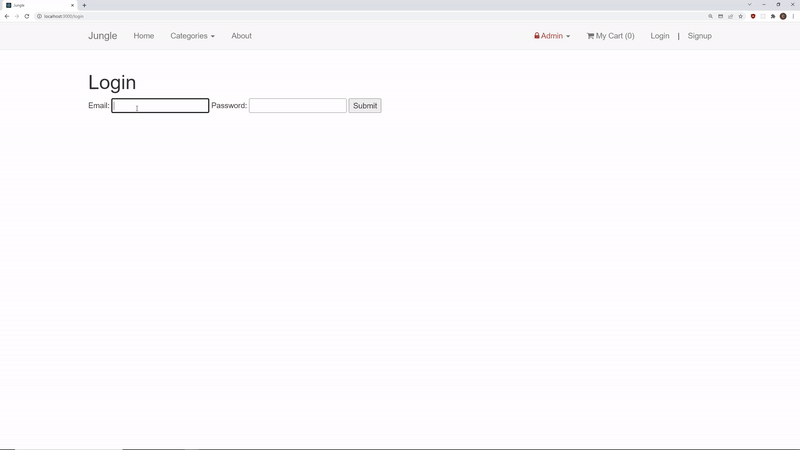 Jungle
localhost:3000/login
Jungle Home Categories About Admin My Cart (0) Login | Signup
Login
Email: Password: Submit